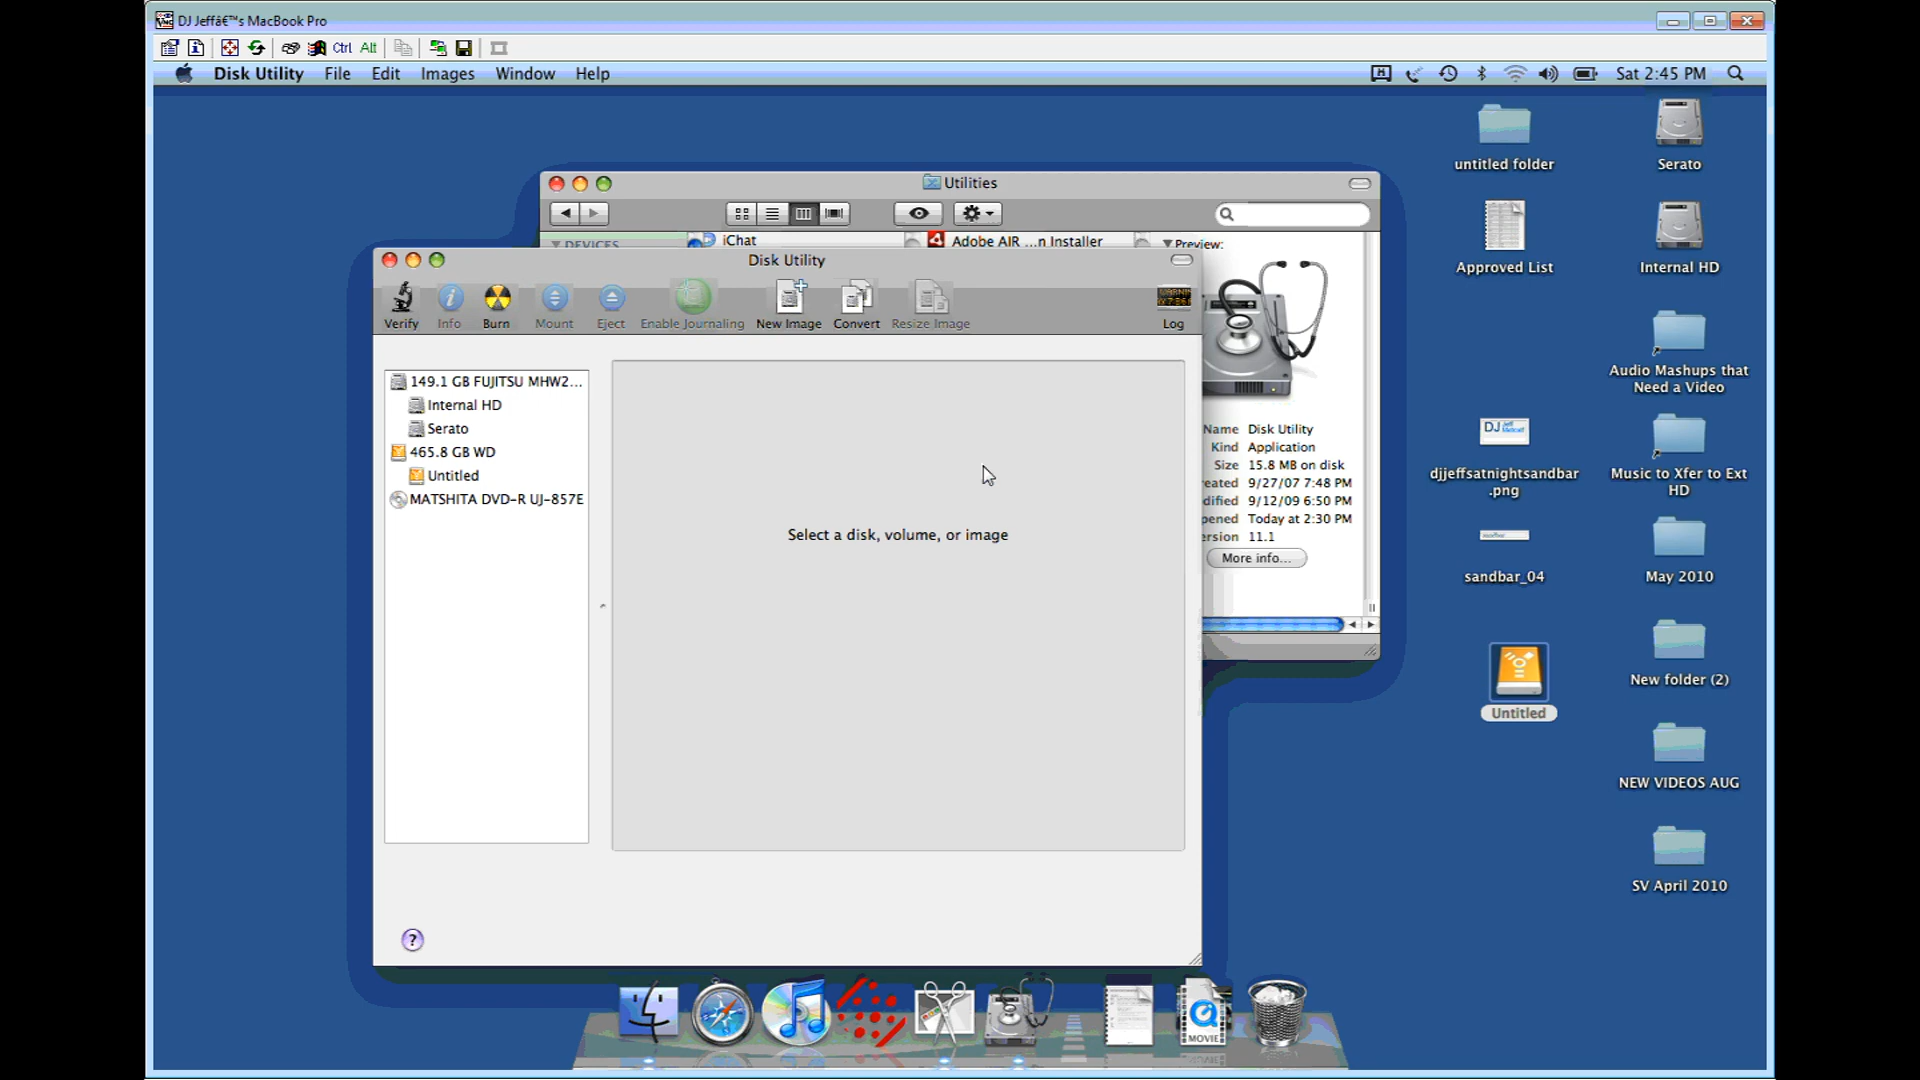 DJ Jeffâ€™s MacBook Pro
Ctrl Alt
Disk Utility File Edit Images Window Help
Sat 2:45 PM
untitled folder
Serato
Approved List
Internal HD
Audio Mashups that
Need a Video
djjeffsatnightsandbar
.png
Music to Xfer to Ext
HD
sandbar_04
May 2010
Untitled
New folder (2)
NEW VIDEOS AUG
SV April 2010
Utilities
DEVICES
iChat
Adobe AIR ...n Installer
Preview:
Name Disk Utility
Kind Application
Size 15.8 MB on disk
eated 9/27/07 7:48 PM
dified 9/12/09 6:50 PM
pened Today at 2:30 PM
ersion 11.1
More info...
Disk Utility
Verify
Info
Burn
Mount
Eject
Enable Journaling
New Image
Convert
Resize Image
Log
149.1 GB FUJITSU MHW2...
Internal HD
Serato
465.8 GB WD
Untitled
MATSHITA DVD-R UJ-857E
Select a disk, volume, or image
?
MOVIE